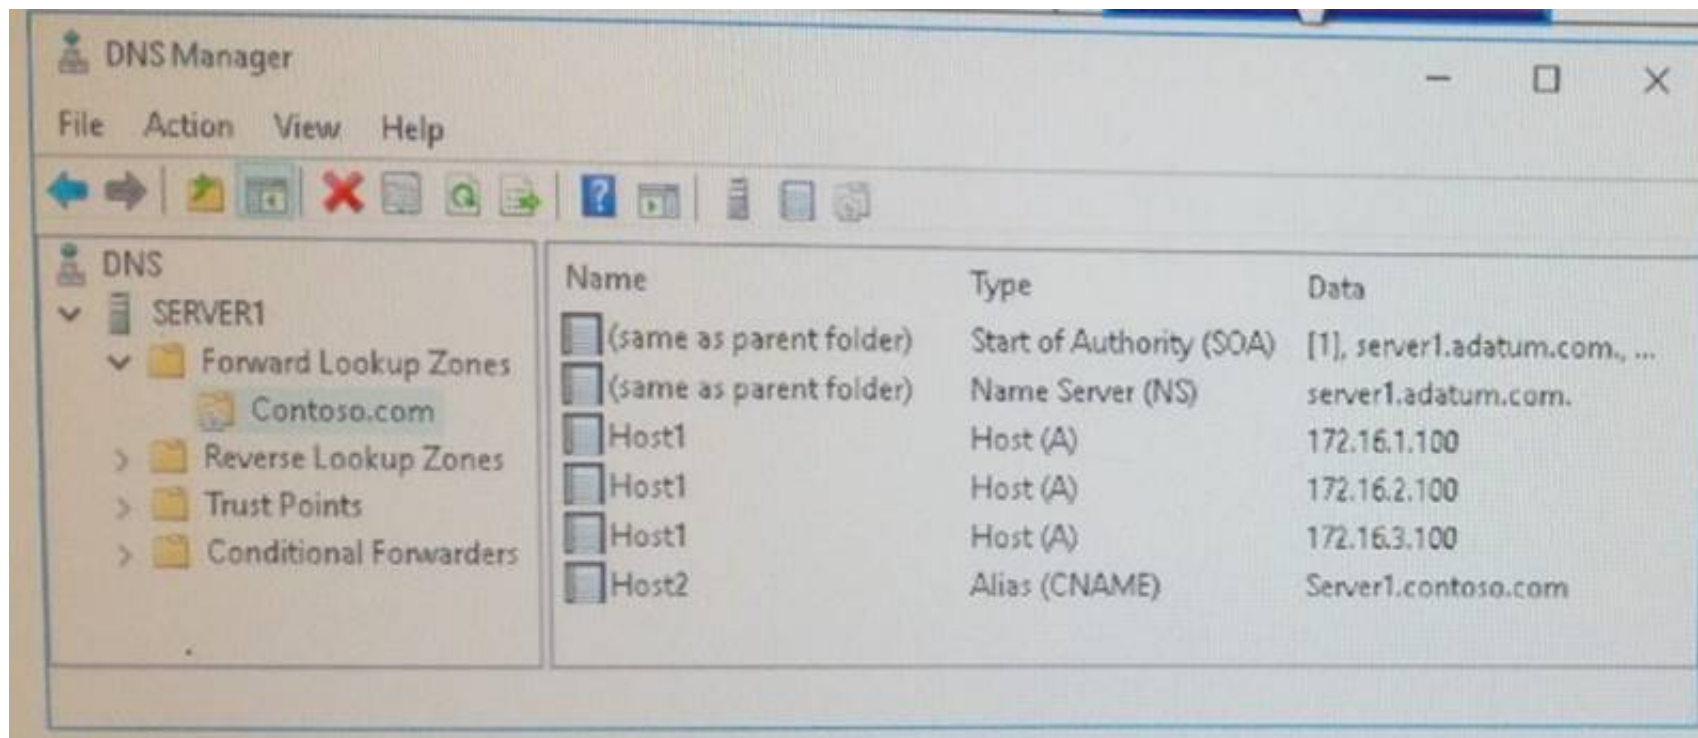 DNS Manager
File Action View Help
DNS
SERVER1
Forward Lookup Zones
Contoso.com
Reverse Lookup Zones
Trust Points
Conditional Forwarders
Name Type Data
(same as parent folder) Start of Authority (SOA) [1], server1.adatum.com., ...
(same as parent folder) Name Server (NS) server1.adatum.com.
Host1 Host (A) 172.16.1.100
Host1 Host (A) 172.16.2.100
Host1 Host (A) 172.16.3.100
Host2 Alias (CNAME) Server1.contoso.com